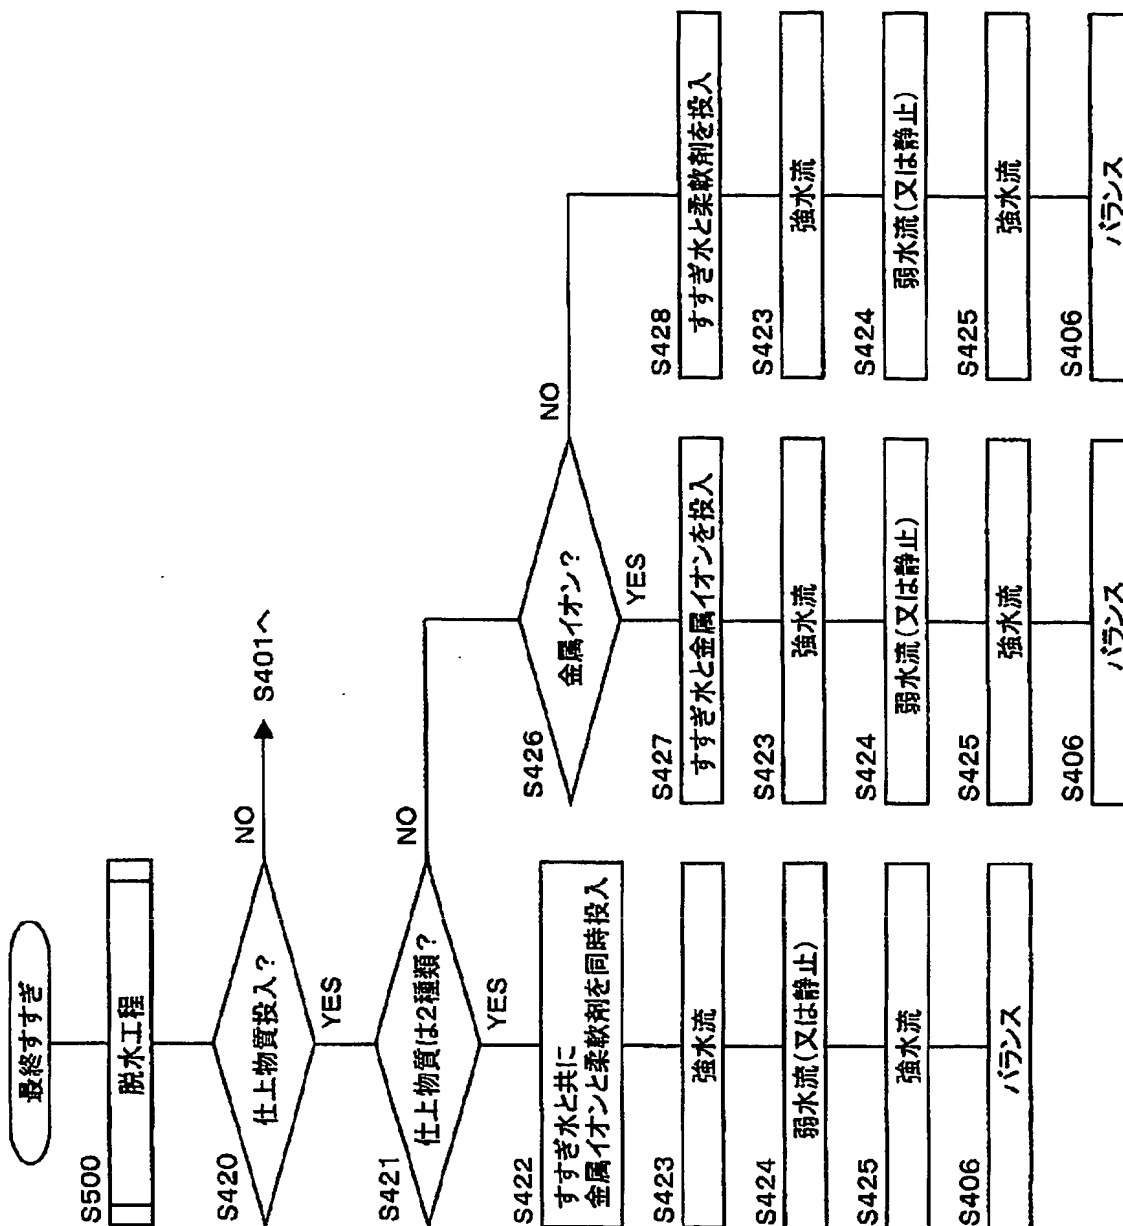 最終すすぎ
S500
脱水工程
S420
仕上物質投入?
NO
S401へ
YES
S421
仕上物質は2種類?
NO
YES
S422
すすぎ水と共に
金属イオンと柔軟剤を同時投入
S423
強水流
S424
弱水流(又は静止)
S425
強水流
S406
バランス
S426
金属イオン?
NO
YES
S427
すすぎ水と金属イオンを投入
S423
強水流
S424
弱水流(又は静止)
S425
強水流
S406
バランス
S428
すすぎ水と柔軟剤を投入
S423
強水流
S424
弱水流(又は静止)
S425
強水流
S406
バランス